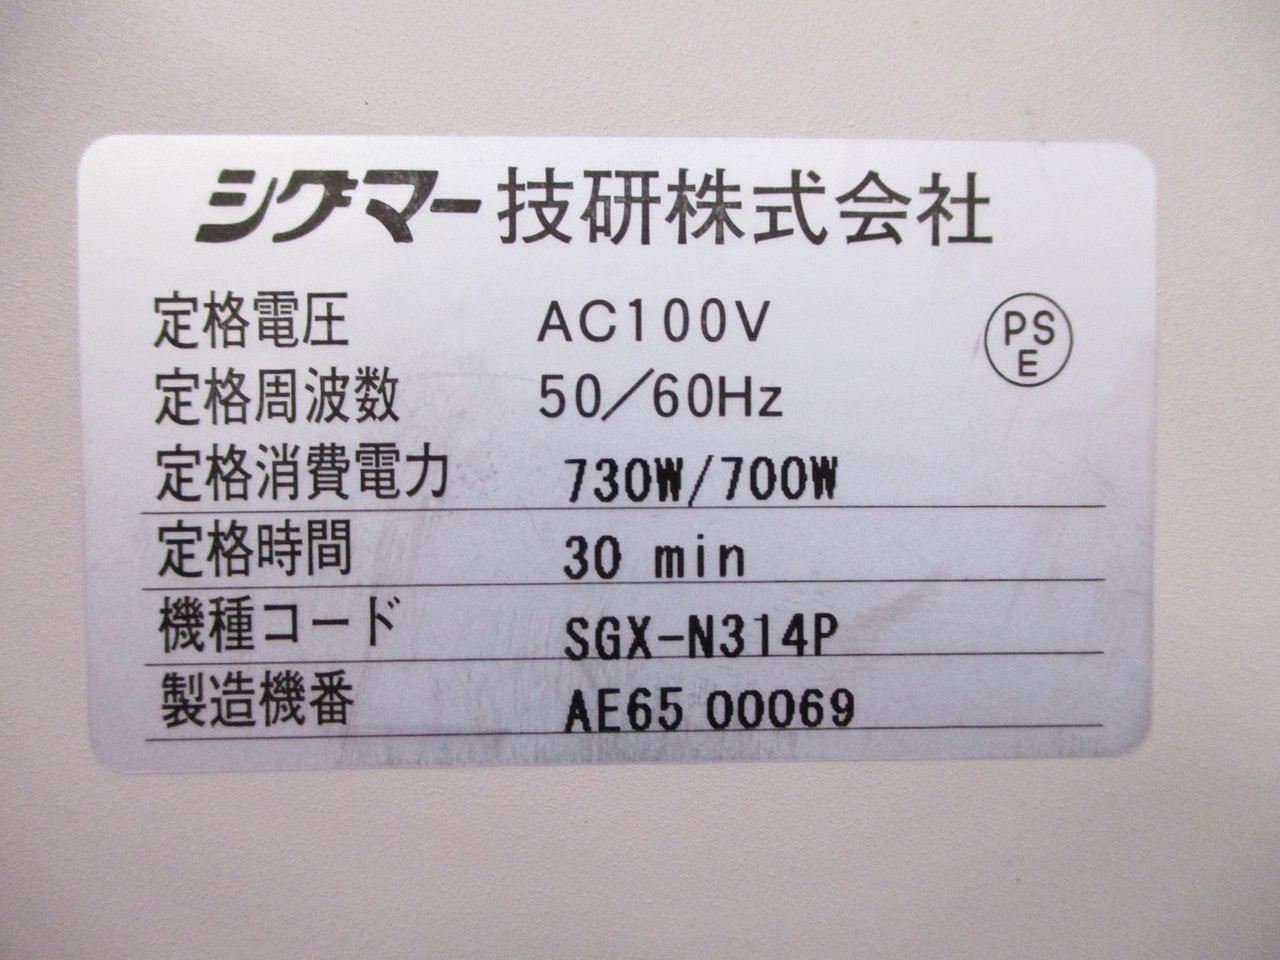 シグマー技研株式会社
定格電圧 AC100V
PS
E
定格周波数 50/60Hz
定格消費電力 730W/700W
定格時間 30 min
機種コード SGX-N314P
製造機番 AE65 00069